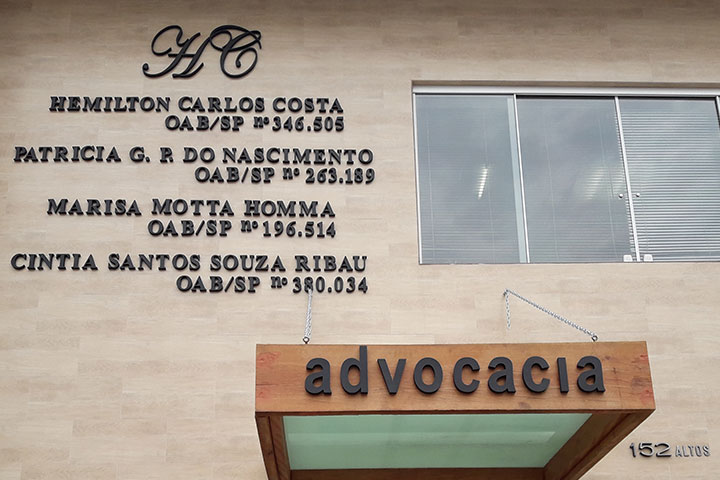 HC
HEMILTON CARLOS COSTA
OAB/SP nº 346.505
PATRICIA G. P. DO NASCIMENTO
OAB/SP nº 263.189
MARISA MOTTA HOMMA
OAB/SP nº 196.514
CINTIA SANTOS SOUZA RIBAU
OAB/SP nº 380.034
advocacia
152 ALTOS